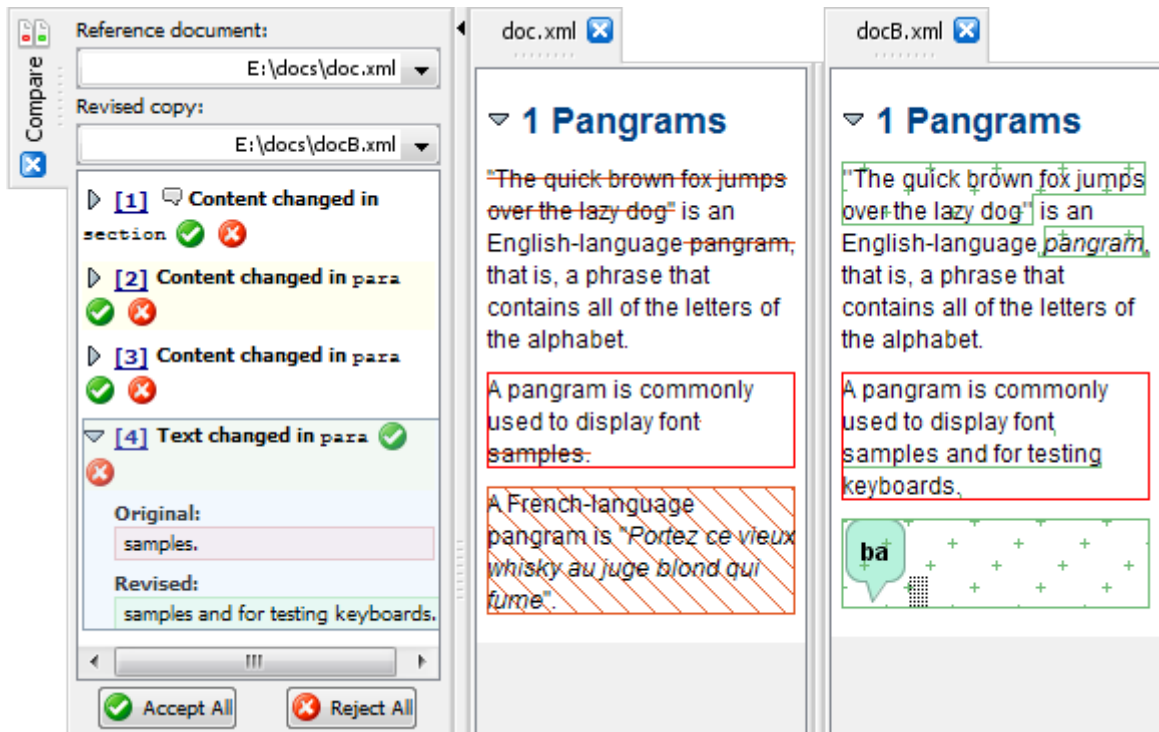 Compare
Reference document:
E:\docs\doc.xml
Revised copy:
E:\docs\docB.xml
[1] Content changed in
section
[2] Content changed in para
[3] Content changed in para
[4] Text changed in para
Original:
samples.
Revised:
samples and for testing keyboards.
Accept All
Reject All
doc.xml
1 Pangrams
"The quick brown fox jumps
over the lazy dog" is an
English-language pangram,
that is, a phrase that
contains all of the letters of
the alphabet.
A pangram is commonly
used to display font
samples.
A French-language
pangram is "Portez ce vieux
whisky au juge blond qui
fume".
docB.xml
1 Pangrams
"The quick brown fox jumps
over the lazy dog" is an
English-language pangram,
that is, a phrase that
contains all of the letters of
the alphabet.
A pangram is commonly
used to display font
samples and for testing
keyboards.
ba